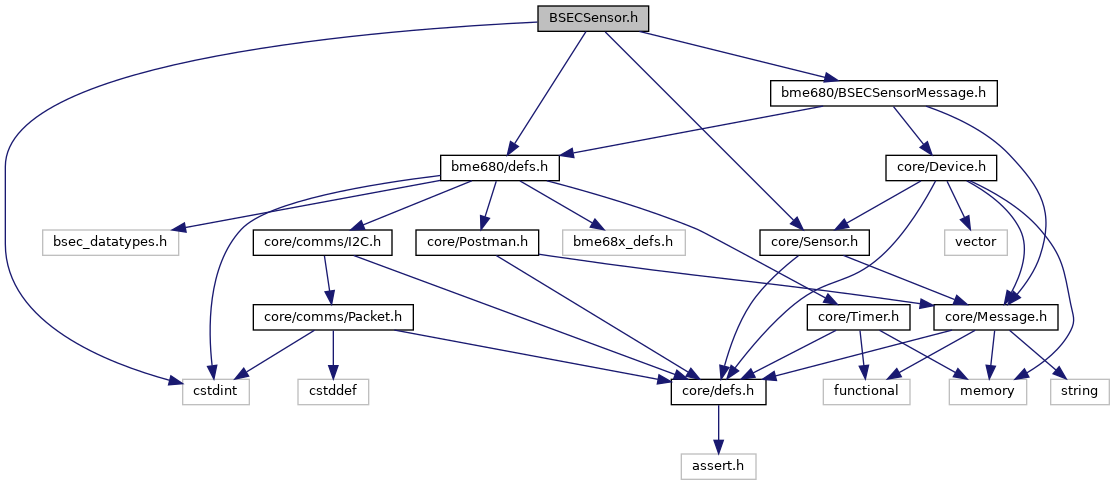 BSECSensor.h
bme680/BSECSensorMessage.h
bme680/defs.h
core/Device.h
bsec_datatypes.h
core/comms/I2C.h
core/Postman.h
bme68x_defs.h
core/Sensor.h
vector
core/comms/Packet.h
core/Timer.h
core/Message.h
cstdint
cstddef
core/defs.h
functional
memory
string
assert.h